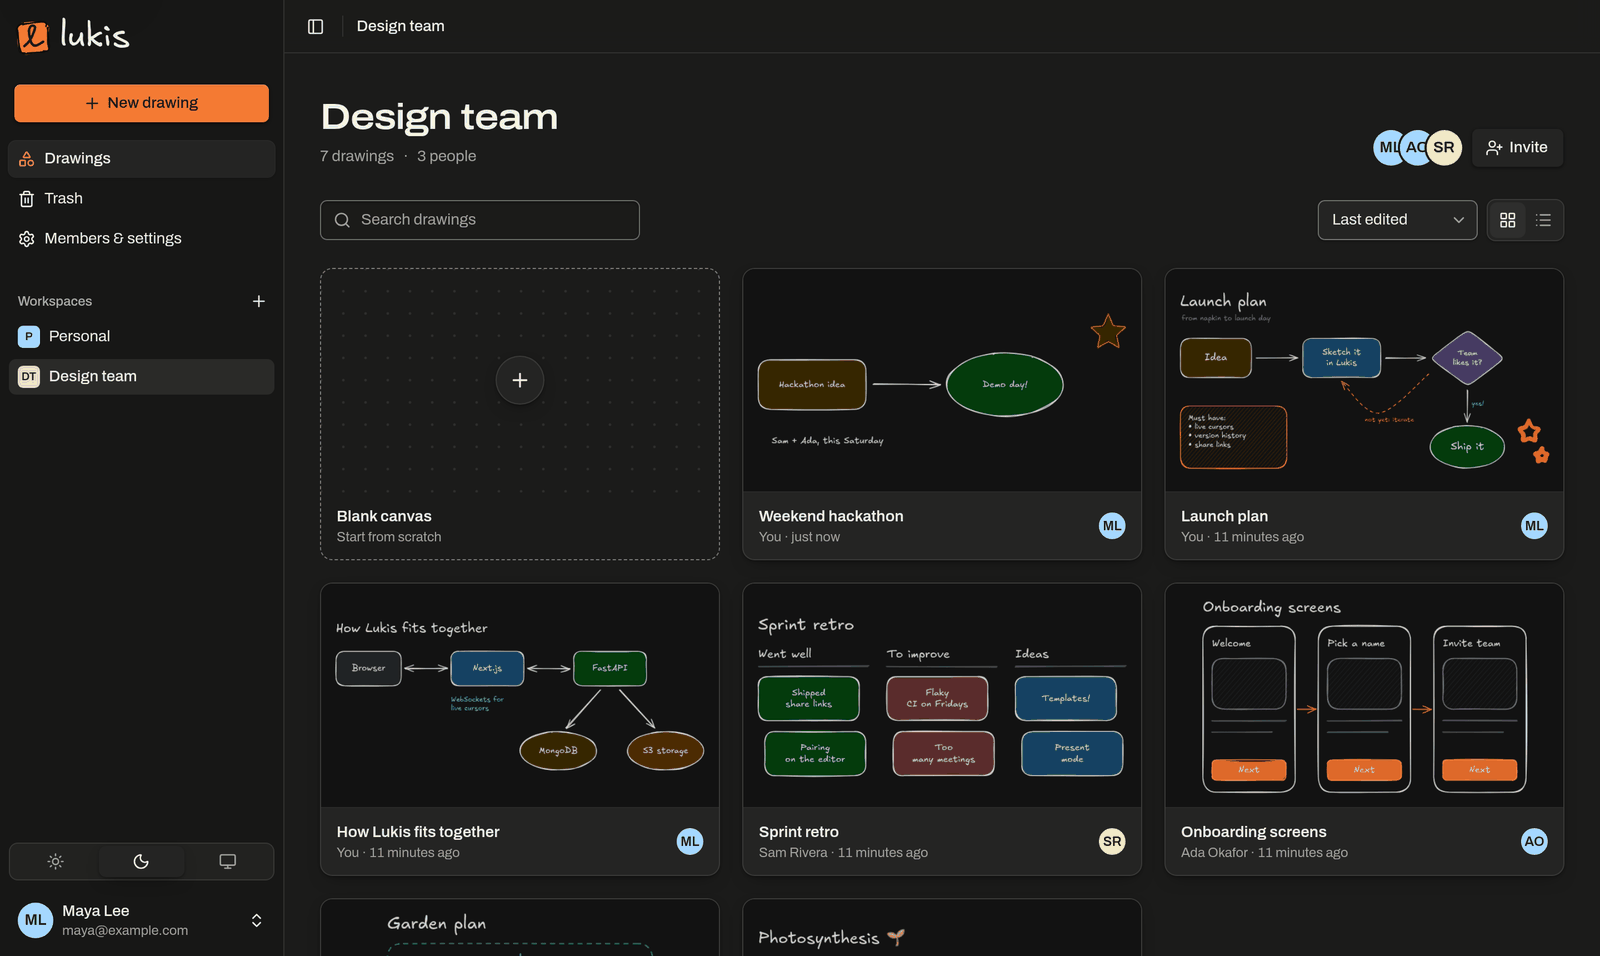 lukis
New drawing
Drawings
Trash
Members & settings
Workspaces
P Personal
DT Design team
ML Maya Lee
maya@example.com
Design team
Design team
7 drawings · 3 people
ML AO SR Invite
Search drawings
Last edited
Blank canvas
Start from scratch
Hackathon idea
Demo day!
Sam + Ada, this Saturday
Weekend hackathon
You · just now
ML
Launch plan
from napkin to launch day
Idea
Sketch it
in Lukis
Team
likes it?
yes!
not yet: iterate
Must have:
• live cursors
• version history
• share links
Ship it
Launch plan
You · 11 minutes ago
ML
How Lukis fits together
Browser
Next.js
FastAPI
WebSockets for
live cursors
MongoDB
S3 storage
How Lukis fits together
You · 11 minutes ago
ML
Sprint retro
Went well
To improve
Ideas
Shipped
share links
Flaky
CI on Fridays
Templates!
Pairing
on the editor
Too
many meetings
Present
mode
Sprint retro
Sam Rivera · 11 minutes ago
SR
Onboarding screens
Welcome
Pick a name
Invite team
Next
Next
Next
Onboarding screens
Ada Okafor · 11 minutes ago
AO
Garden plan
Photosynthesis